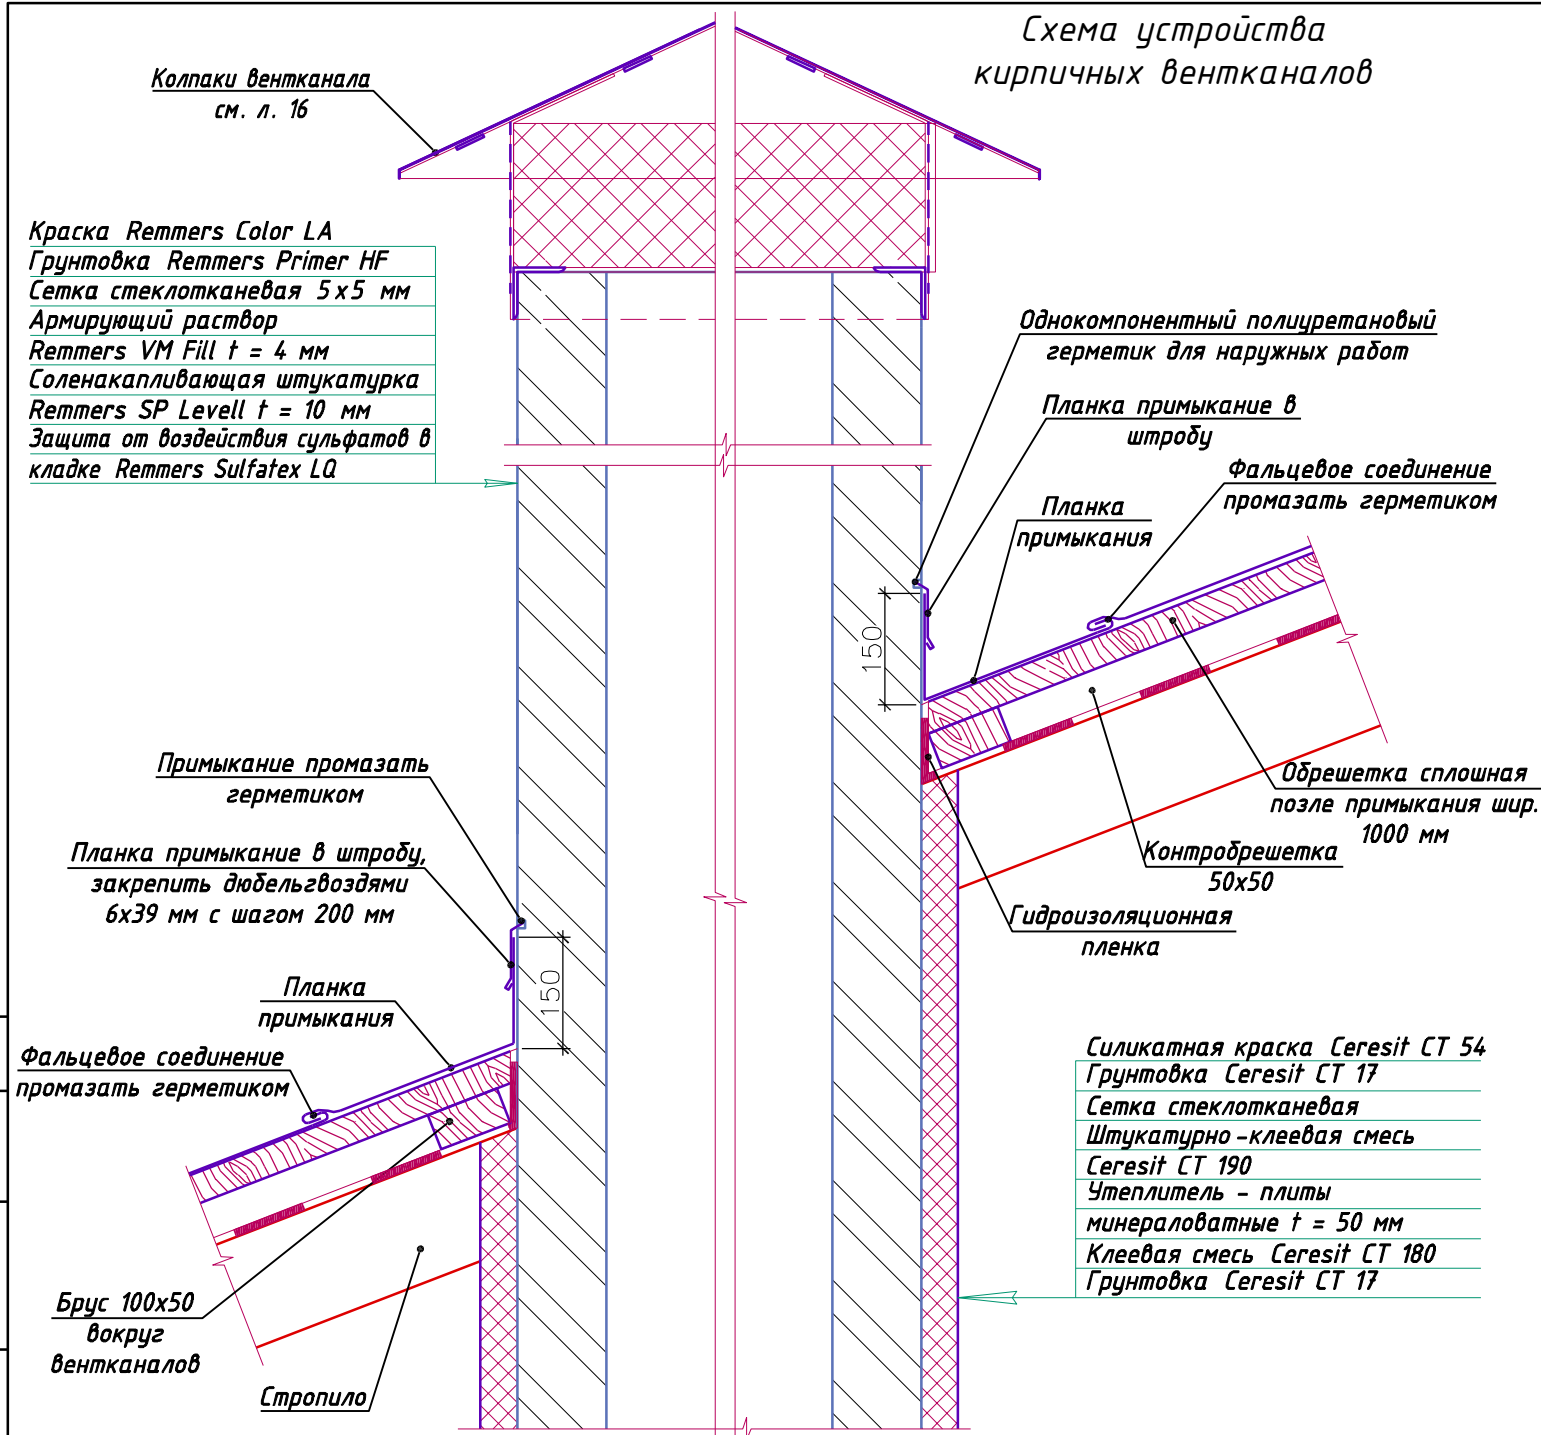 Схема устройства
кирпичных вентканалов
Колпаки вентканала
см. л. 16
Краска Remmers Color LA
Грунтовка Remmers Primer HF
Сетка стеклотканевая 5х5 мм
Армирующий раствор
Remmers VM Fill t = 4 мм
Соленакапливающая штукатурка
Remmers SP Levell t = 10 мм
Защита от воздействия сульфатов в
кладке Remmers Sulfatex LQ
Однокомпонентный полиуретановый
герметик для наружных работ
Планка примыкание в
штробу
Фальцевое соединение
промазать герметиком
Планка
примыкания
150
Обрешетка сплошная
позле примыкания шир.
1000 мм
Контробрешетка
50х50
Гидроизоляционная
пленка
Примыкание промазать
герметиком
Планка примыкание в штробу,
закрепить дюбельгвоздями
6х39 мм с шагом 200 мм
150
Планка
примыкания
Фальцевое соединение
промазать герметиком
Брус 100х50
вокруг
вентканалов
Стропило
Силикатная краска Ceresit CT 54
Грунтовка Ceresit CT 17
Сетка стеклотканевая
Штукатурно-клеевая смесь
Ceresit CT 190
Утеплитель - плиты
минераловатные t = 50 мм
Клеевая смесь Ceresit CT 180
Грунтовка Ceresit CT 17